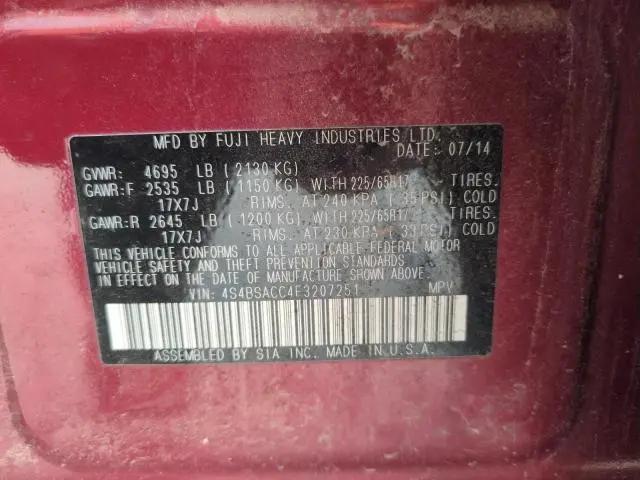 MFD BY FUJI HEAVY INDUSTRIES LTD.
DATE: 07/14
GVWR: 4695 LB (2130 KG)
GAWR:F 2535 LB (1150 KG) WITH 225/65R17 TIRES.
17X7J RIMS. AT 240 KPA (35 PSI) COLD
GAWR:R 2645 LB (1200 KG) WITH 225/65R17 TIRES.
17X7J RIMS. AT 230 KPA (33 PSI) COLD
THIS VEHICLE CONFORMS TO ALL APPLICABLE FEDERAL MOTOR
VEHICLE SAFETY AND THEFT PREVENTION STANDARDS
IN EFFECT ON THE DATE OF MANUFACTURE SHOWN ABOVE.
VIN: 4S4BSACC4F3207251 MPV
ASSEMBLED BY SIA INC. MADE IN U.S.A.